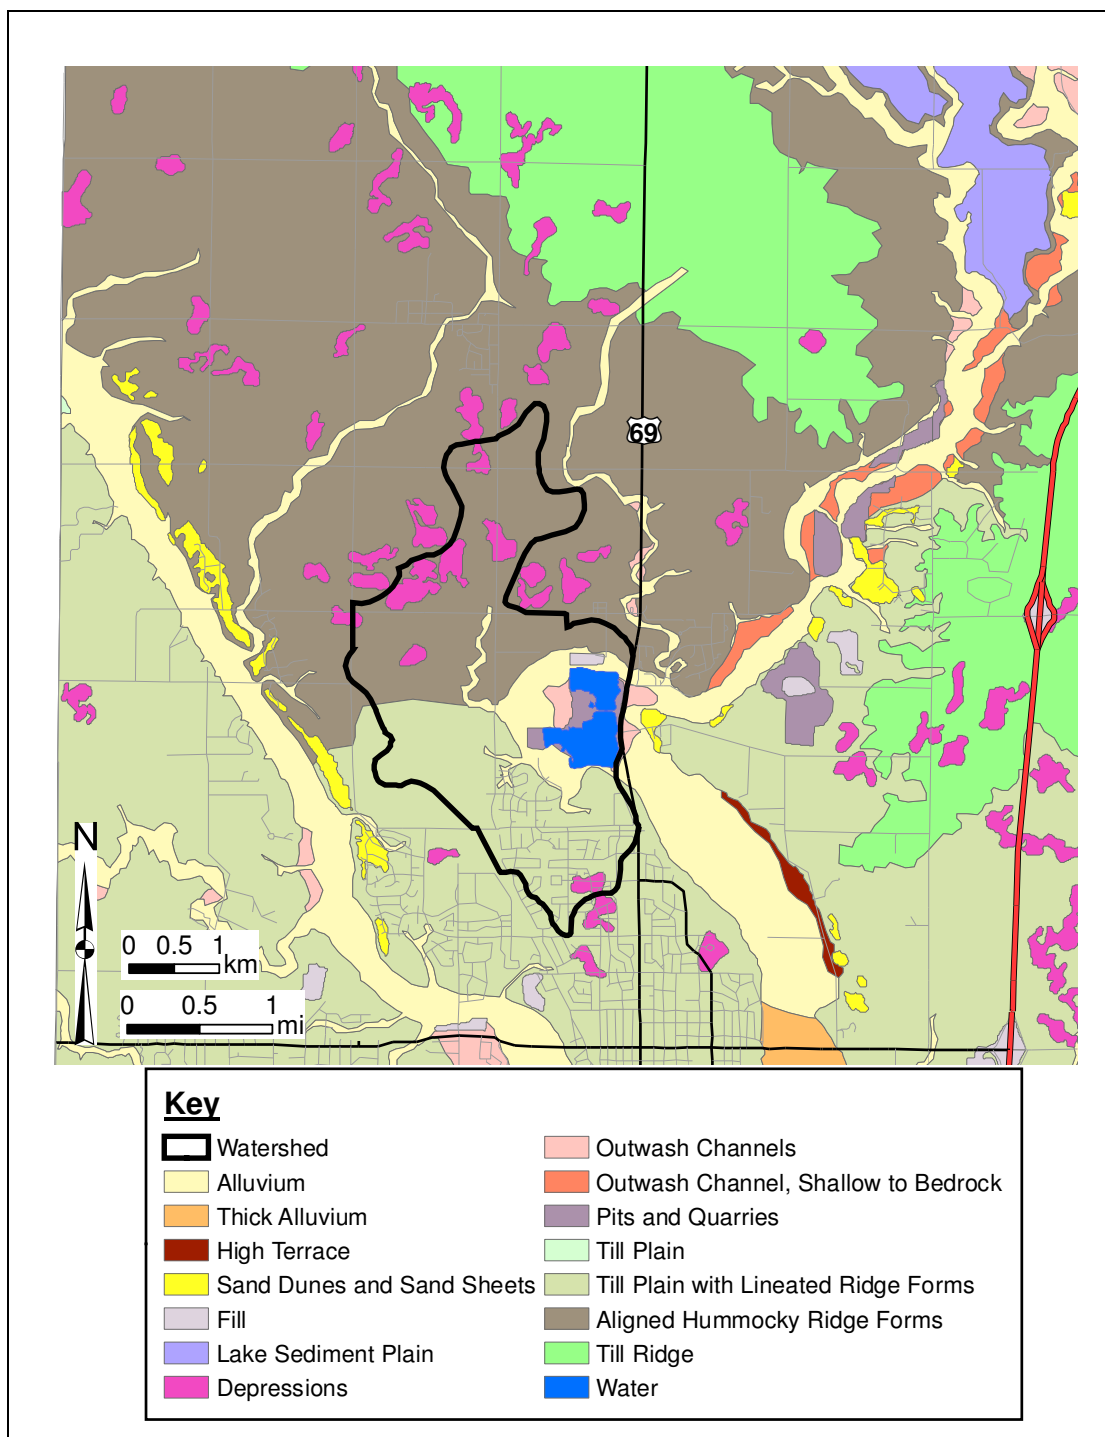 69
N
0 0.5 1
km
0 0.5 1
mi
Key
Watershed
Alluvium
Thick Alluvium
High Terrace
Sand Dunes and Sand Sheets
Fill
Lake Sediment Plain
Depressions
Outwash Channels
Outwash Channel, Shallow to Bedrock
Pits and Quarries
Till Plain
Till Plain with Lineated Ridge Forms
Aligned Hummocky Ridge Forms
Till Ridge
Water